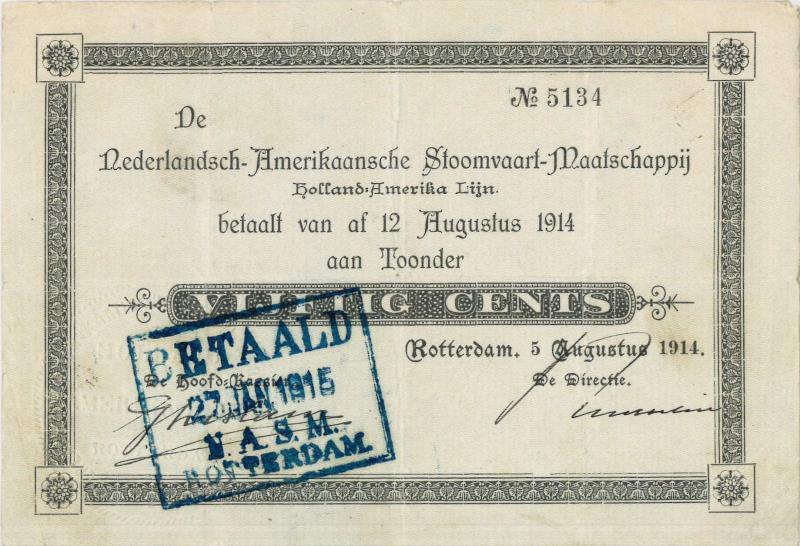 № 5134
De
Nederlandsch-Amerikaansche Stoomvaart-Maatschappij
Holland-Amerika Lijn.
betaalt van af 12 Augustus 1914
aan Toonder
VIJFTIG CENTS
Rotterdam, 5 Augustus 1914.
De Hoofd-Kassier,
De Directie.
BETAALD
27 JAN 1915
N. A. S. M.
ROTTERDAM.